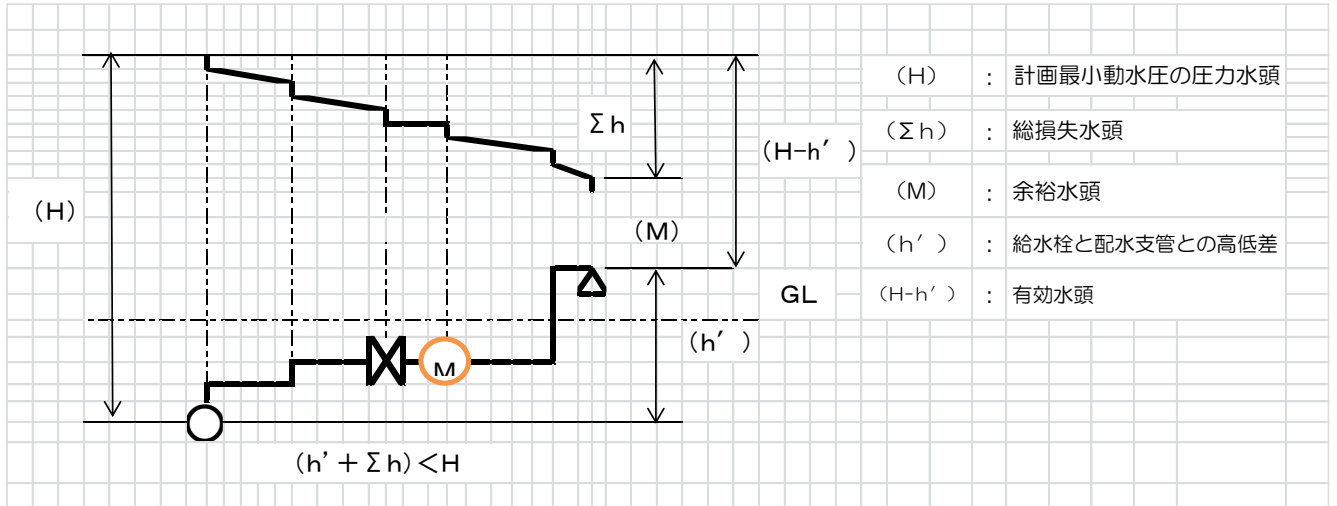 (H) : 計画最小動水圧の圧力水頭
Σh
(Σh) : 総損失水頭
(H-h′)
(M) : 余裕水頭
(H)
(M)
(h′) : 給水栓と配水支管との高低差
GL
(H-h′) : 有効水頭
(h′)
M
(h'+Σh)<H